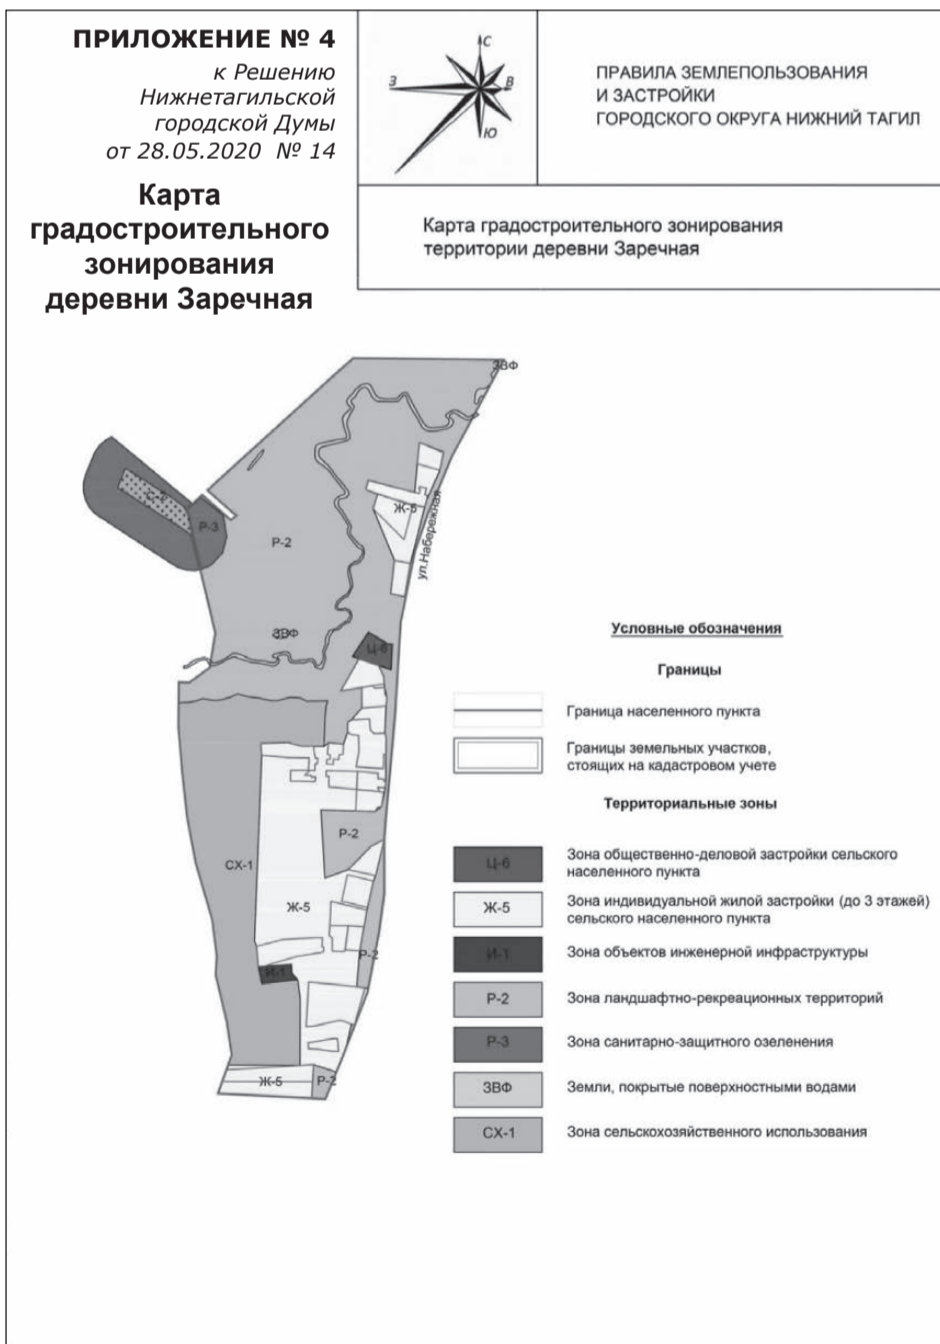 ПРИЛОЖЕНИЕ № 4
к Решению
Нижнетагильской
городской Думы
от 28.05.2020 № 14
Карта
градостроительного
зонирования
деревни Заречная
С
З
В
Ю
ПРАВИЛА ЗЕМЛЕПОЛЬЗОВАНИЯ
И ЗАСТРОЙКИ
ГОРОДСКОГО ОКРУГА НИЖНИЙ ТАГИЛ
Карта градостроительного зонирования
территории деревни Заречная
ЗВФ
Р-3
Р-2
ул.Набережная
ЗВФ
Ц-6
Р-2
СХ-1
Ж-5
Р-2
И-1
Ж-5
Р-2
Условные обозначения
Границы
Граница населенного пункта
Границы земельных участков,
стоящих на кадастровом учете
Территориальные зоны
Ц-6
Зона общественно-деловой застройки сельского
населенного пункта
Ж-5
Зона индивидуальной жилой застройки (до 3 этажей)
сельского населенного пункта
И-1
Зона объектов инженерной инфраструктуры
Р-2
Зона ландшафтно-рекреационных территорий
Р-3
Зона санитарно-защитного озеленения
ЗВФ
Земли, покрытые поверхностными водами
СХ-1
Зона сельскохозяйственного использования